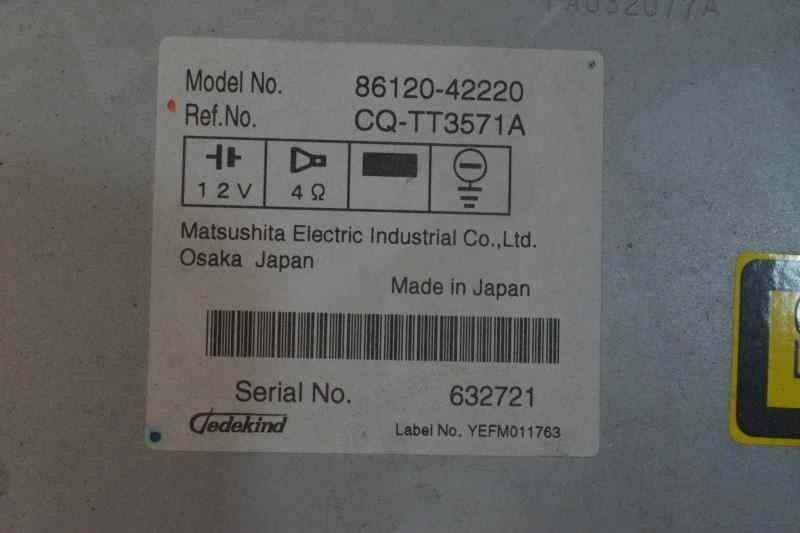 PA032077A
Model No. 86120-42220
Ref.No. CQ-TT3571A
12V 4Ω
Matsushita Electric Industrial Co.,Ltd.
Osaka Japan
Made in Japan
Serial No. 632721
Jedekind
Label No. YEFM011763